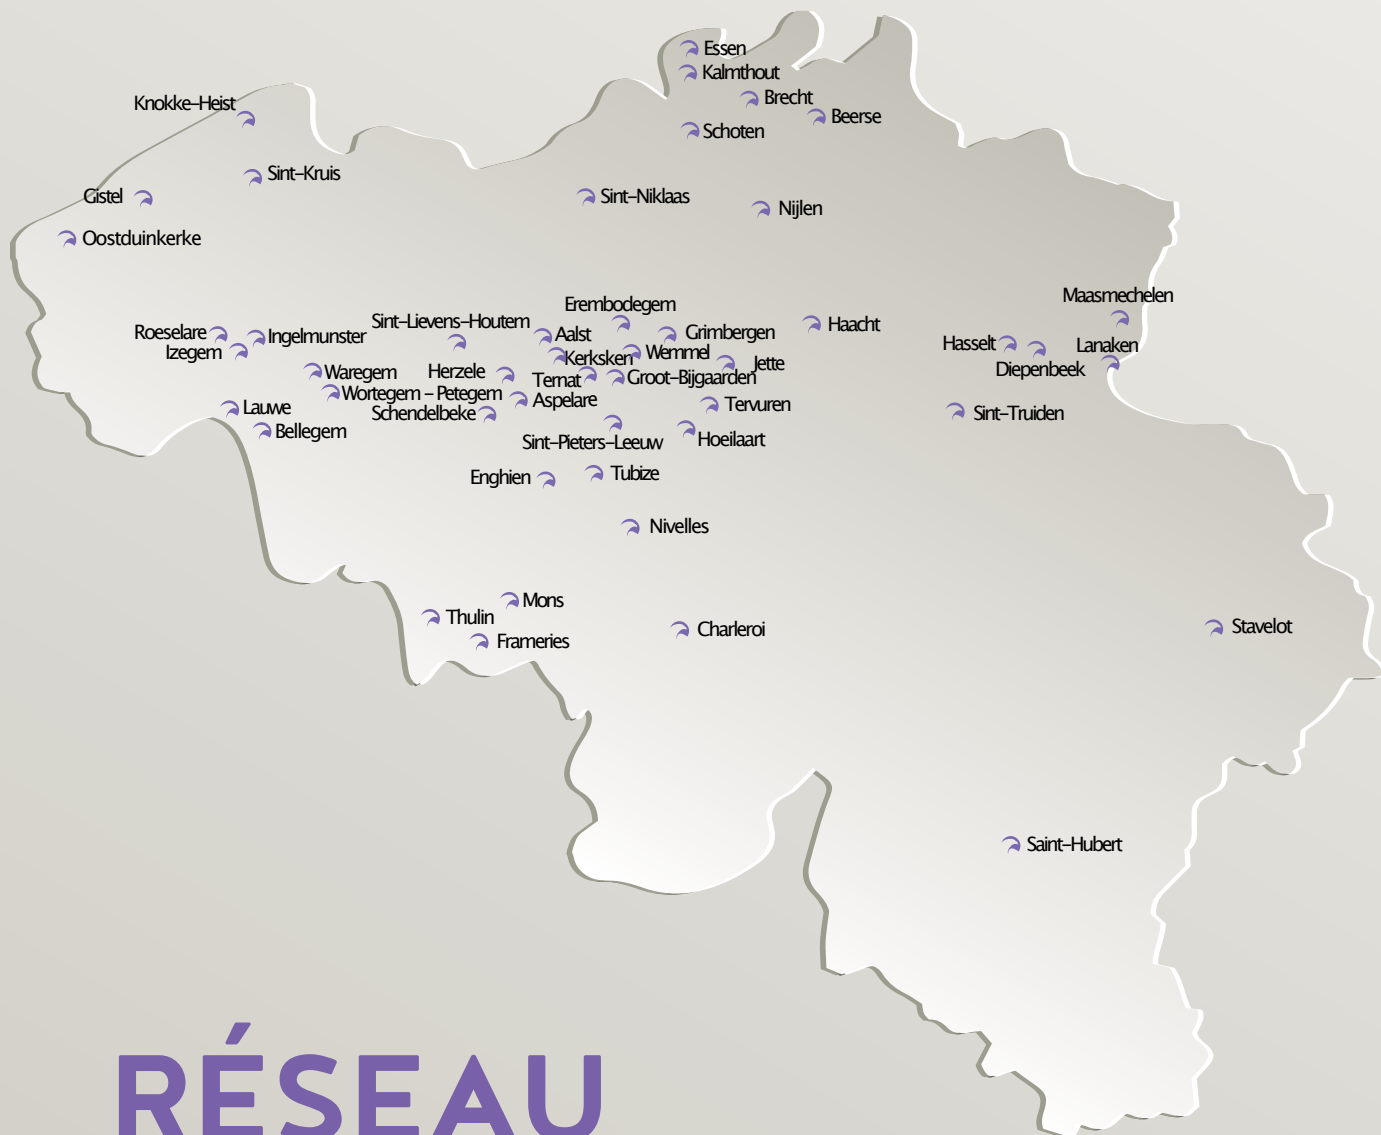 Essen
Kalmthout
Brecht
Knokke-Heist
Beerse
Schoten
Sint-Kruis
Gistel
Sint-Niklaas
Nijlen
Oostduinkerke
Maasmechelen
Erembodegem
Sint-Lievens-Houtem
Haacht
Roeselare
Ingelmunster
Aalst
Grimbergen
Hasselt
Lanaken
Izegem
Kerksken
Wemmel
Jette
Diepenbeek
Waregem
Herzele
Ternat
Groot-Bijgaarden
Wortegem - Petegem
Aspelare
Tervuren
Lauwe
Schendelbeke
Sint-Truiden
Bellegem
Sint-Pieters-Leeuw
Hoeilaart
Enghien
Tubize
Nivelles
Mons
Thulin
Charleroi
Stavelot
Frameries
Saint-Hubert
RÉSEAU